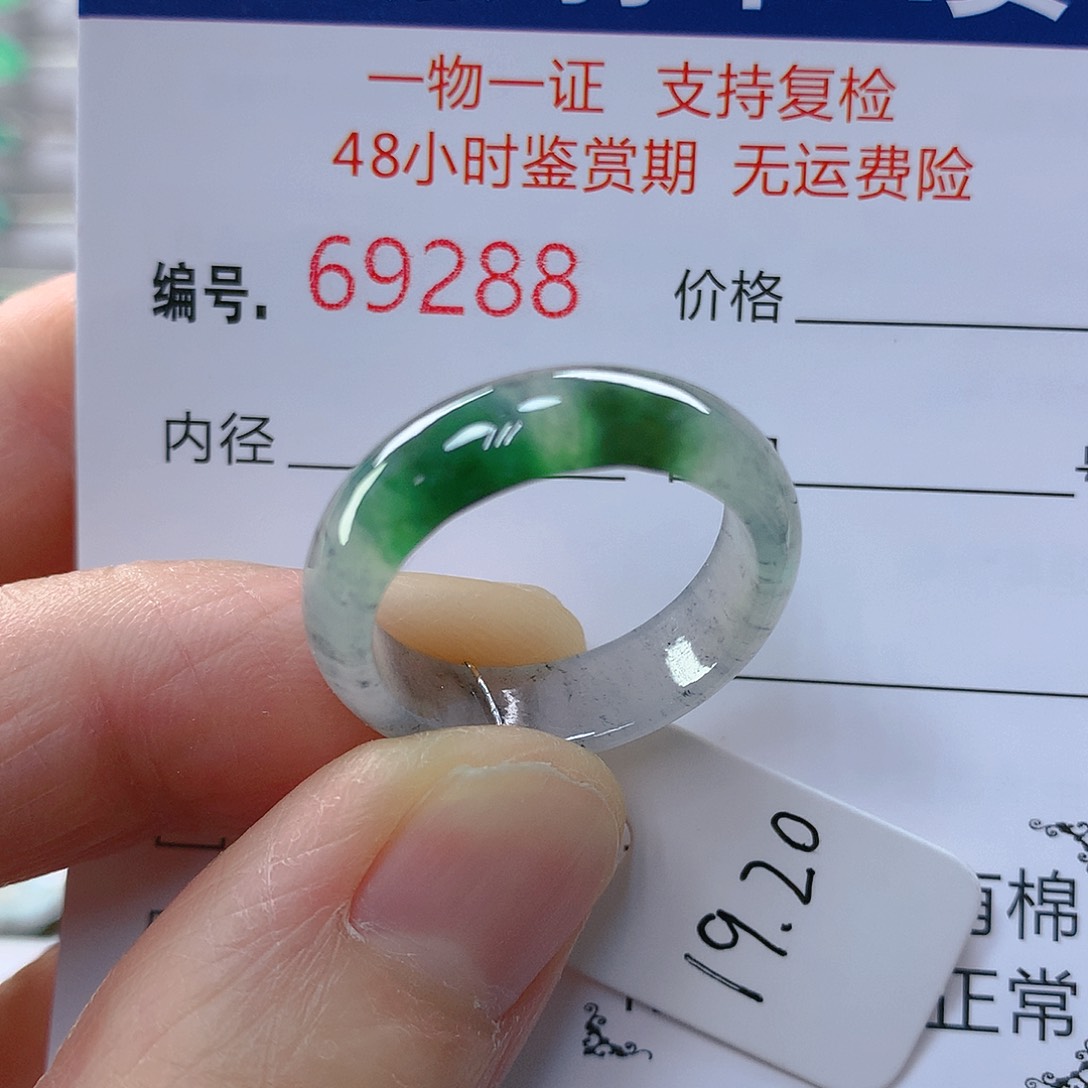 一物一证 支持复检
48小时鉴赏期 无运费险
编号. 69288 价格
内径
19.20
有棉
正常